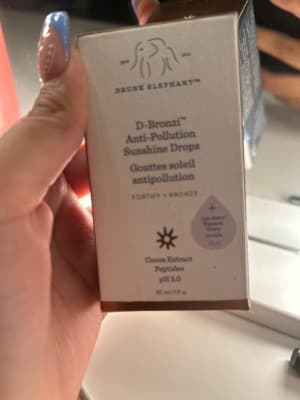 DRUNK ELEPHANT™
D-Bronzi™
Anti-Pollution
Sunshine Drops
Gouttes soleil
antipollution
FORTIFY + BRONZE
Cocoa Extract
Peptides
pH 5.0